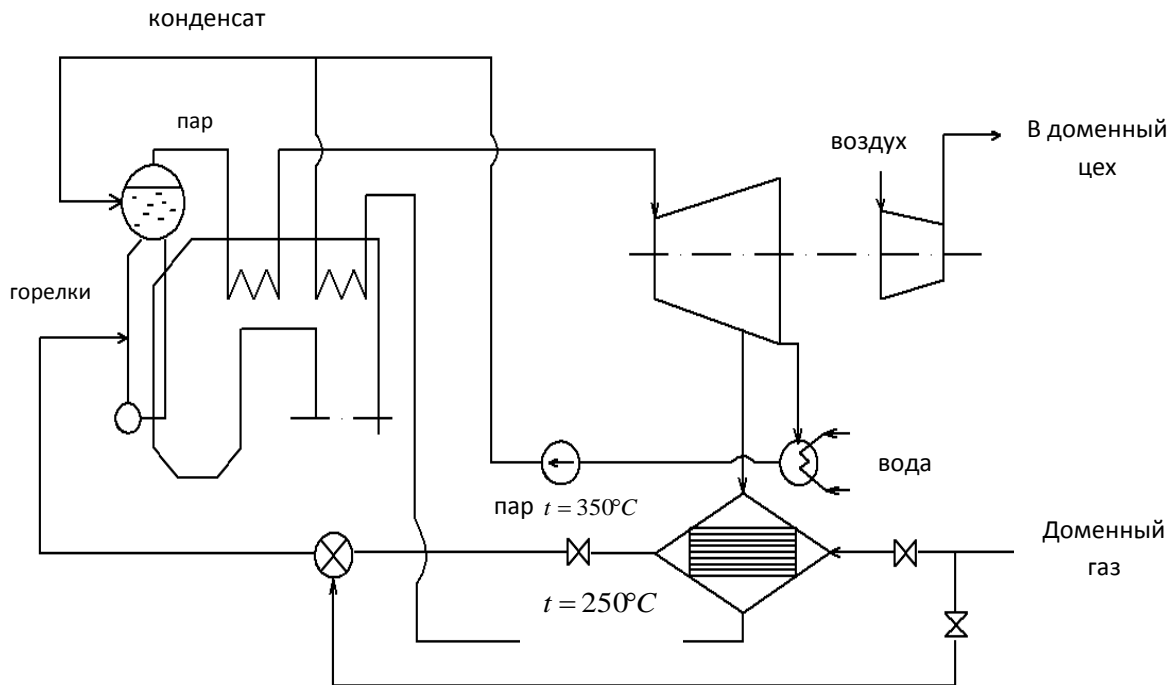 конденсат
пар
воздух
В доменный
цех
горелки
вода
пар t = 350°C
Доменный
газ
t = 250°C